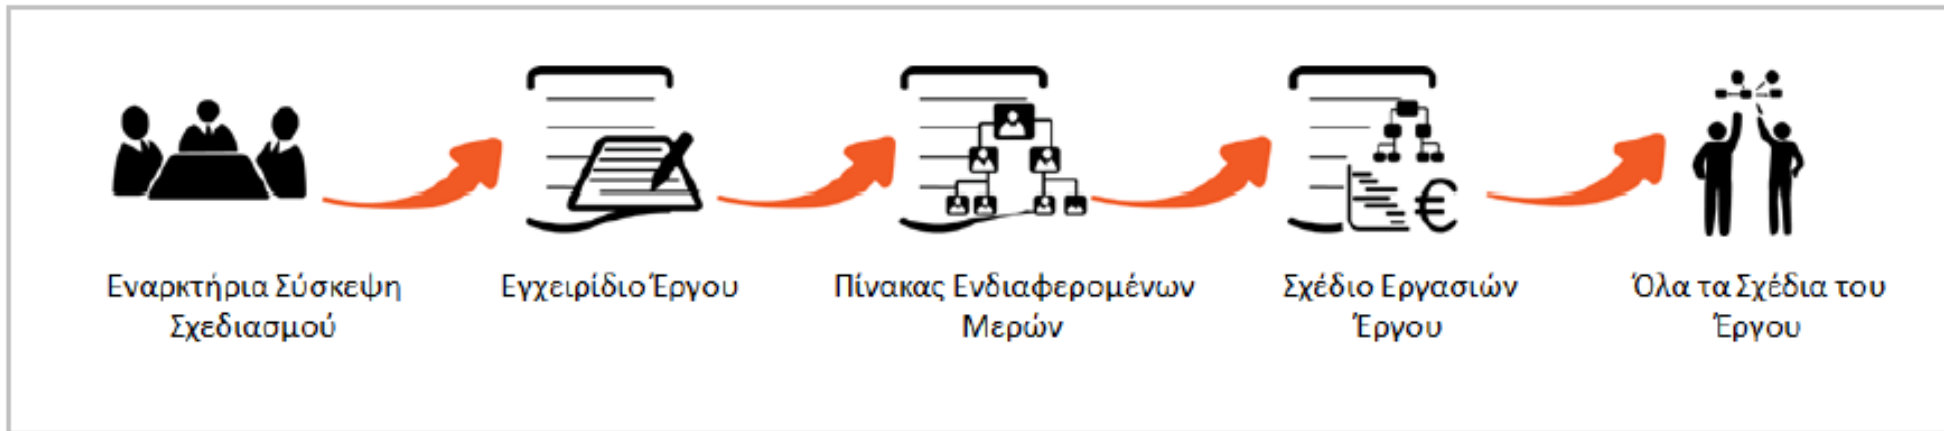 Εναρκτήρια Σύσκεψη
Σχεδιασμού
Εγχειρίδιο Έργου
Πίνακας Ενδιαφερομένων
Μερών
Σχέδιο Εργασιών
Έργου
Όλα τα Σχέδια του
Έργου